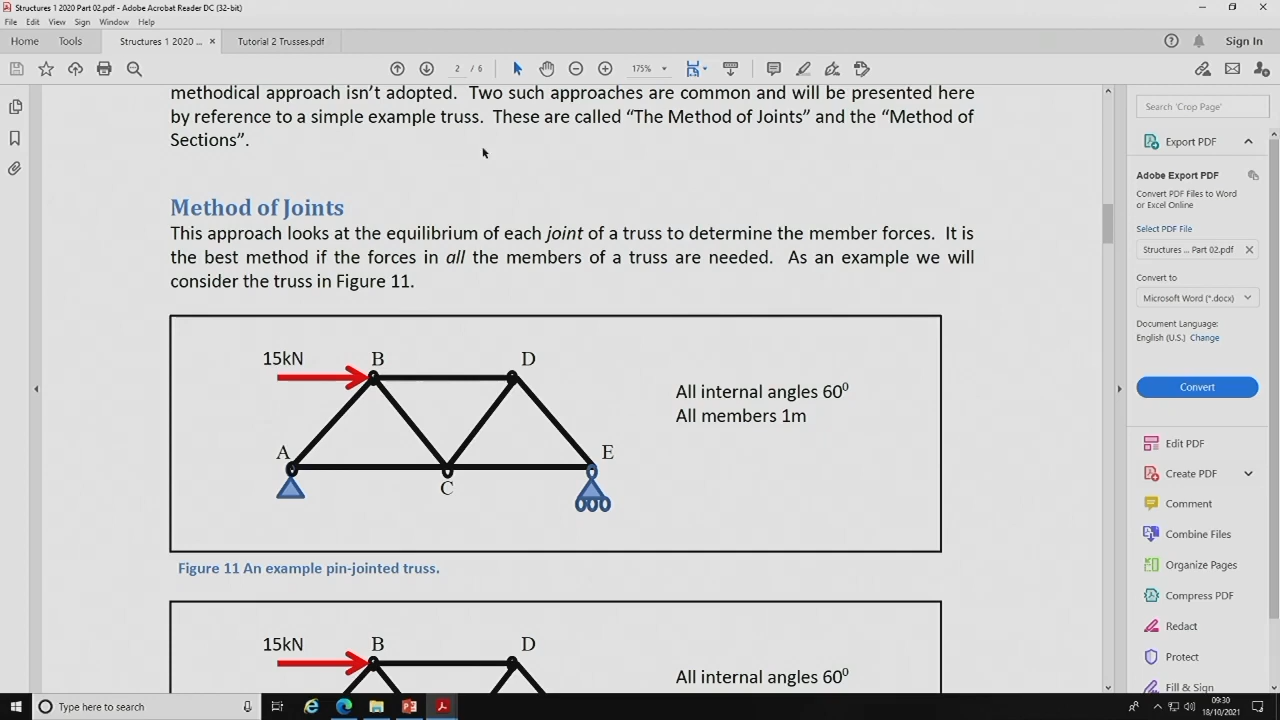 Structures 1 2020 Part 02.pdf - Adobe Acrobat Reader DC (32-bit)
File Edit View Sign Window Help
Home Tools Structures 1 2020 ... × Tutorial 2 Trusses.pdf Sign In
2 / 6 175%
methodical approach isn't adopted. Two such approaches are common and will be presented here
by reference to a simple example truss. These are called "The Method of Joints" and the "Method of
Sections".
Method of Joints
This approach looks at the equilibrium of each joint of a truss to determine the member forces. It is
the best method if the forces in all the members of a truss are needed. As an example we will
consider the truss in Figure 11.
15kN B D
All internal angles 60⁰
All members 1m
A E
C
Figure 11 An example pin-jointed truss.
15kN B D
All internal angles 60⁰
Search 'Crop Page'
Export PDF
Adobe Export PDF
Convert PDF Files to Word
or Excel Online
Select PDF File
Structures ... Part 02.pdf ×
Convert to
Microsoft Word (*.docx)
Document Language:
English (U.S.) Change
Convert
Edit PDF
Create PDF
Comment
Combine Files
Organize Pages
Compress PDF
Redact
Protect
Fill & Sign
Type here to search
09:30
18/10/2021